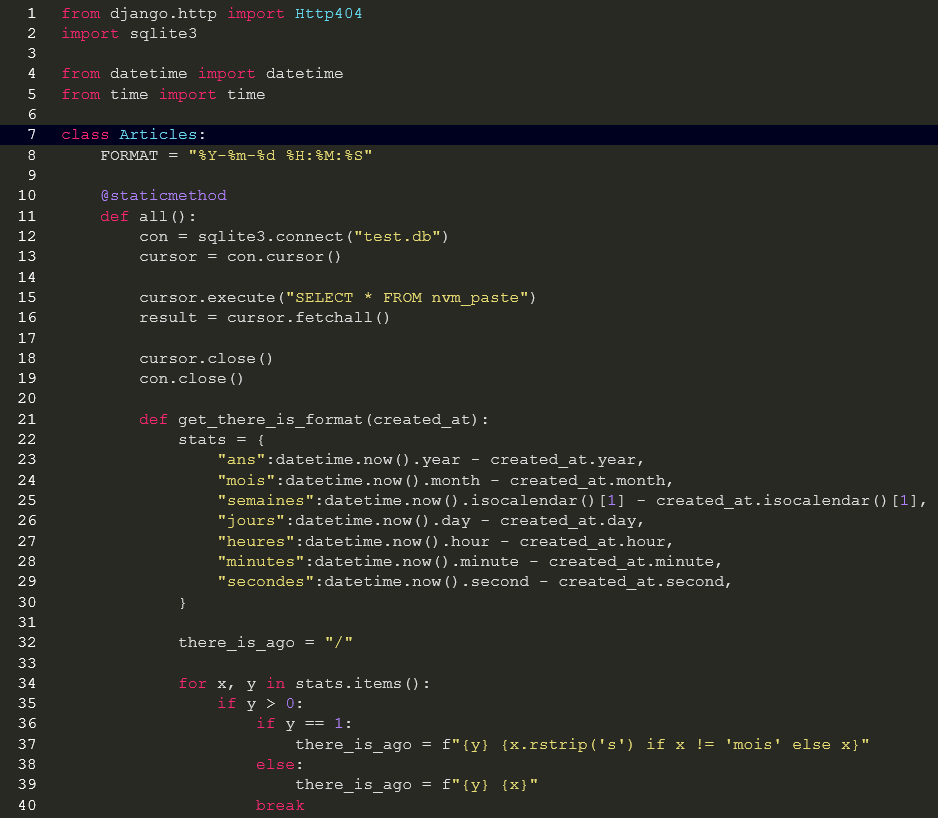 1 from django.http import Http404
2 import sqlite3
3
4 from datetime import datetime
5 from time import time
6
7 class Articles:
8     FORMAT = "%Y-%m-%d %H:%M:%S"
9
10     @staticmethod
11     def all():
12         con = sqlite3.connect("test.db")
13         cursor = con.cursor()
14
15         cursor.execute("SELECT * FROM nvm_paste")
16         result = cursor.fetchall()
17
18         cursor.close()
19         con.close()
20
21         def get_there_is_format(created_at):
22             stats = {
23                 "ans":datetime.now().year - created_at.year,
24                 "mois":datetime.now().month - created_at.month,
25                 "semaines":datetime.now().isocalendar()[1] - created_at.isocalendar()[1],
26                 "jours":datetime.now().day - created_at.day,
27                 "heures":datetime.now().hour - created_at.hour,
28                 "minutes":datetime.now().minute - created_at.minute,
29                 "secondes":datetime.now().second - created_at.second,
30             }
31
32             there_is_ago = "/"
33
34             for x, y in stats.items():
35                 if y > 0:
36                     if y == 1:
37                         there_is_ago = f"{y} {x.rstrip('s') if x != 'mois' else x}"
38                     else:
39                         there_is_ago = f"{y} {x}"
40                     break